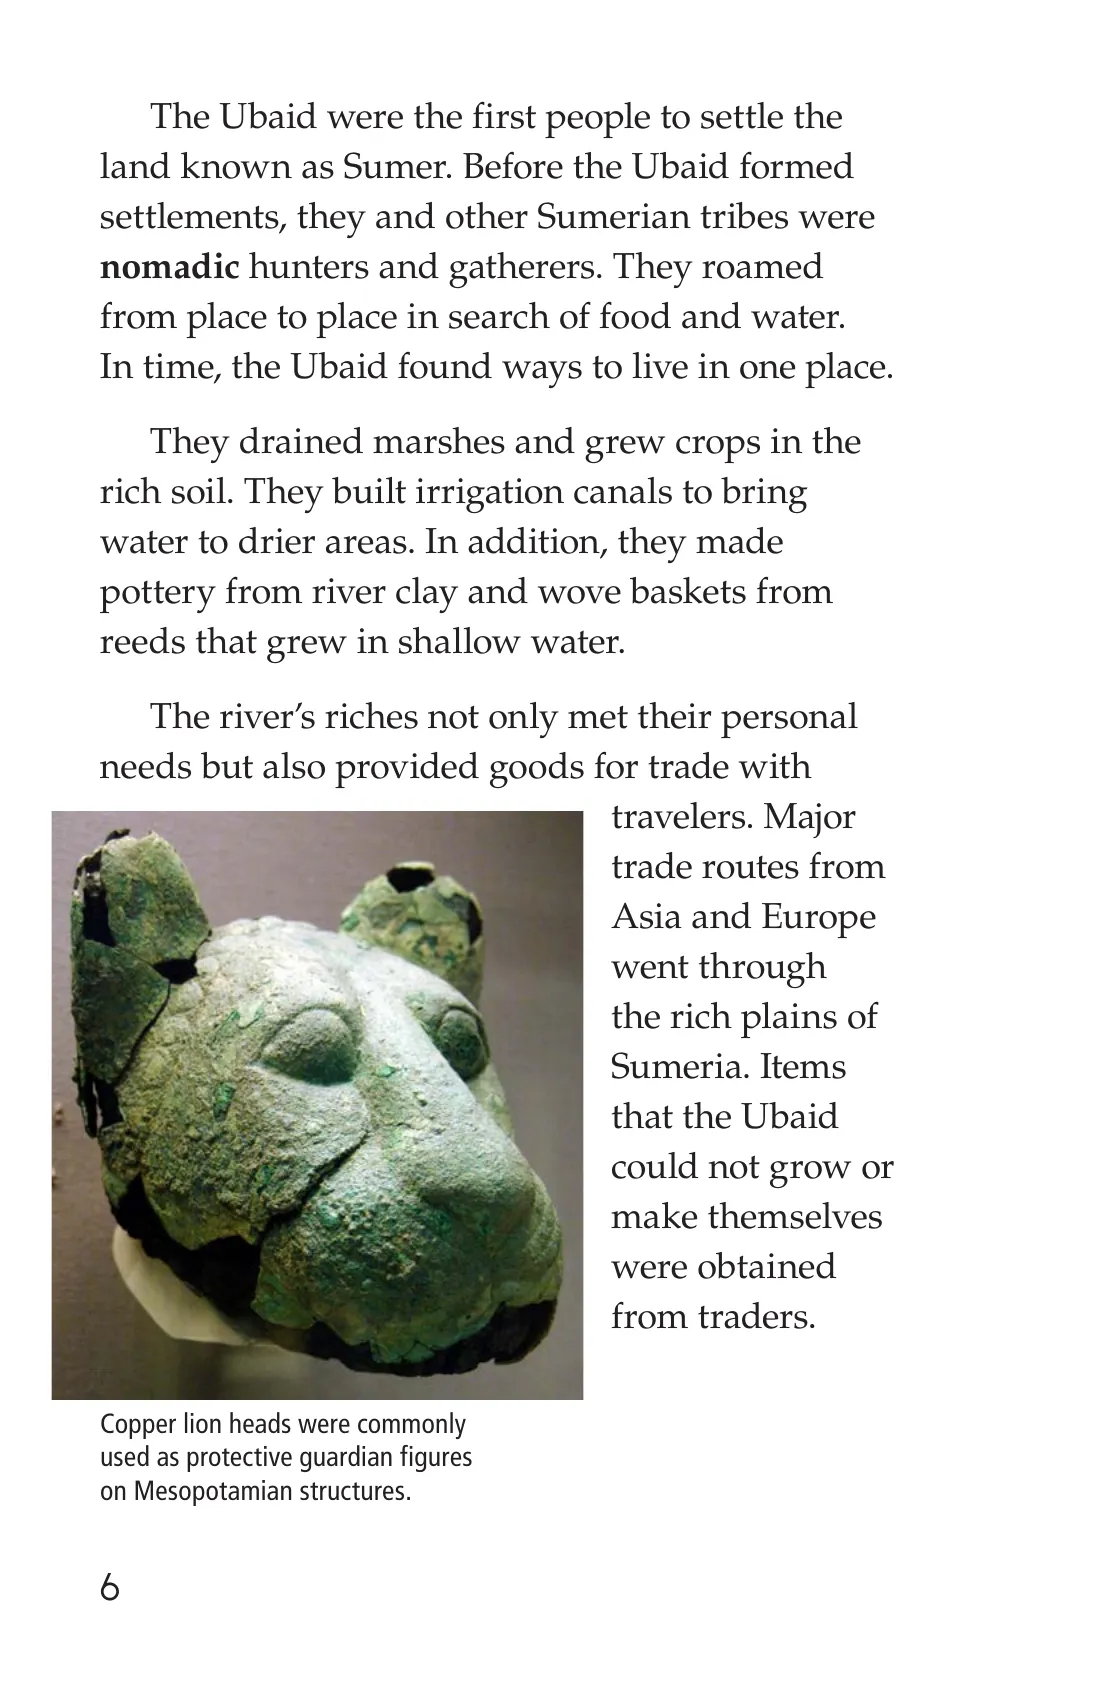 The Ubaid were the first people to settle the
land known as Sumer. Before the Ubaid formed
settlements, they and other Sumerian tribes were
nomadic hunters and gatherers. They roamed
from place to place in search of food and water.
In time, the Ubaid found ways to live in one place.
They drained marshes and grew crops in the
rich soil. They built irrigation canals to bring
water to drier areas. In addition, they made
pottery from river clay and wove baskets from
reeds that grew in shallow water.
The river’s riches not only met their personal
needs but also provided goods for trade with
travelers. Major
trade routes from
Asia and Europe
went through
the rich plains of
Sumeria. Items
that the Ubaid
could not grow or
make themselves
were obtained
from traders.
Copper lion heads were commonly
used as protective guardian figures
on Mesopotamian structures.
6